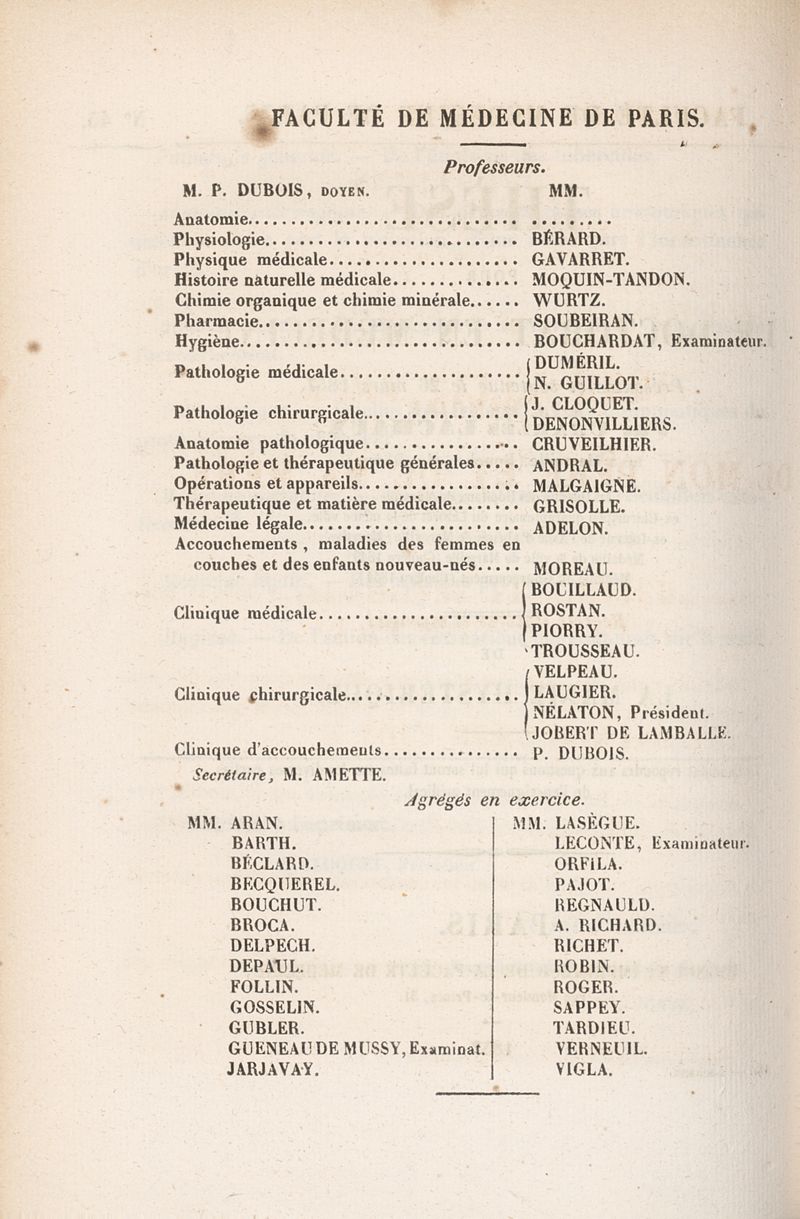 FACULTÉ DE MÉDECINE DE PARIS.
Professeurs.
M. P. DUBOIS, DOYEN. MM.
Anatomie.............................. .........
Physiologie............................ BÉRARD.
Physique médicale...................... GAVARRET.
Histoire naturelle médicale.............. MOQUIN-TANDON.
Chimie organique et chimie minérale...... WURTZ.
Pharmacie.............................. SOUBEIRAN.
Hygiène................................ BOUCHARDAT, Examinateur.
Pathologie médicale.................... DUMÉRIL.
N. GUILLOT.
Pathologie chirurgicale.................. J. CLOQUET.
DENONVILLIERS.
Anatomie pathologique................. CRUVEILHIER.
Pathologie et thérapeutique générales..... ANDRAL.
Opérations et appareils.................. MALGAIGNE.
Thérapeutique et matière médicale........ GRISOLLE.
Médecine légale........................ ADELON.
Accouchements, maladies des femmes en
couches et des enfants nouveau-nés..... MOREAU.
Clinique médicale...................... BOUILLAUD.
ROSTAN.
PIORRY.
TROUSSEAU.
Clinique chirurgicale.................... VELPEAU.
LAUGIER.
NÉLATON, Président.
JOBERT DE LAMBALLE.
Clinique d'accouchements............... P. DUBOIS.
Secrétaire, M. AMETTE.
Agrégés en exercice.
MM. ARAN.
BARTH.
BÉCLARD.
BECQUEREL.
BOUCHUT.
BROCA.
DELPECH.
DEPAUL.
FOLLIN.
GOSSELIN.
GUBLER.
GUENEAU DE MUSSY, Examinat.
JARJAVAY.
MM. LASÈGUE.
LECONTE, Examinateur.
ORFILA.
PAJOT.
REGNAULD.
A. RICHARD.
RICHET.
ROBIN.
ROGER.
SAPPEY.
TARDIEU.
VERNEUIL.
VIGLA.